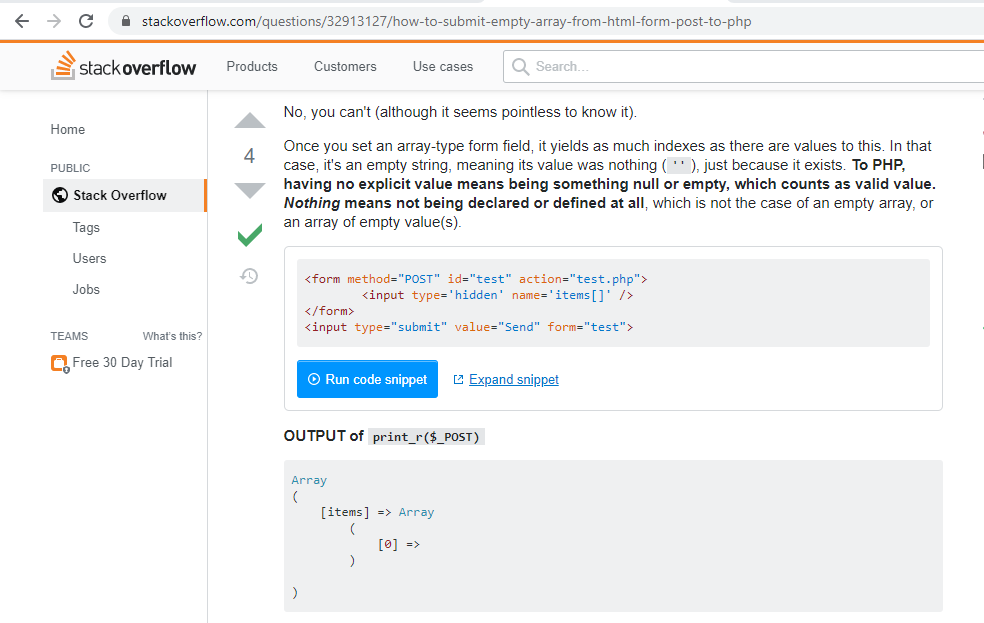 stackoverflow.com/questions/32913127/how-to-submit-empty-array-from-html-form-post-to-php
stackoverflow
Products
Customers
Use cases
Search...
Home
PUBLIC
Stack Overflow
Tags
Users
Jobs
TEAMS
What's this?
Free 30 Day Trial
4
No, you can't (although it seems pointless to know it).
Once you set an array-type form field, it yields as much indexes as there are values to this. In that
case, it's an empty string, meaning its value was nothing ( '' ), just because it exists. To PHP,
having no explicit value means being something null or empty, which counts as valid value.
Nothing means not being declared or defined at all, which is not the case of an empty array, or
an array of empty value(s).
<form method="POST" id="test" action="test.php">
<input type='hidden' name='items[]' />
</form>
<input type="submit" value="Send" form="test">
Run code snippet
Expand snippet
OUTPUT of print_r($_POST)
Array
(
[items] => Array
(
[0] =>
)
)